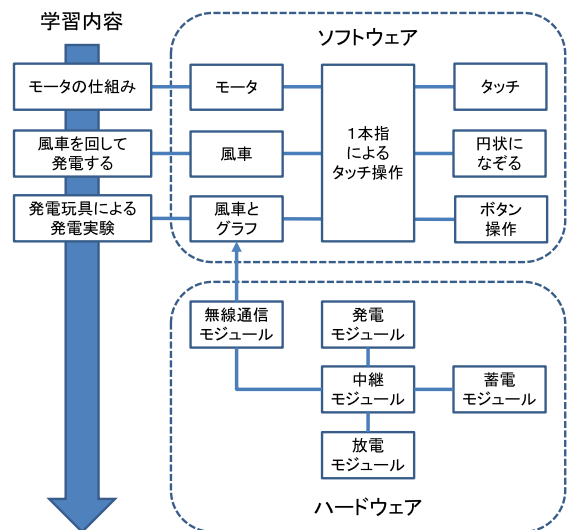 学習内容
ソフトウェア
モータの仕組み
モータ
タッチ
1本指
による
タッチ操作
風車を回して
発電する
風車
円状に
なぞる
発電玩具による
発電実験
風車と
グラフ
ボタン
操作
無線通信
モジュール
発電
モジュール
中継
モジュール
蓄電
モジュール
放電
モジュール
ハードウェア